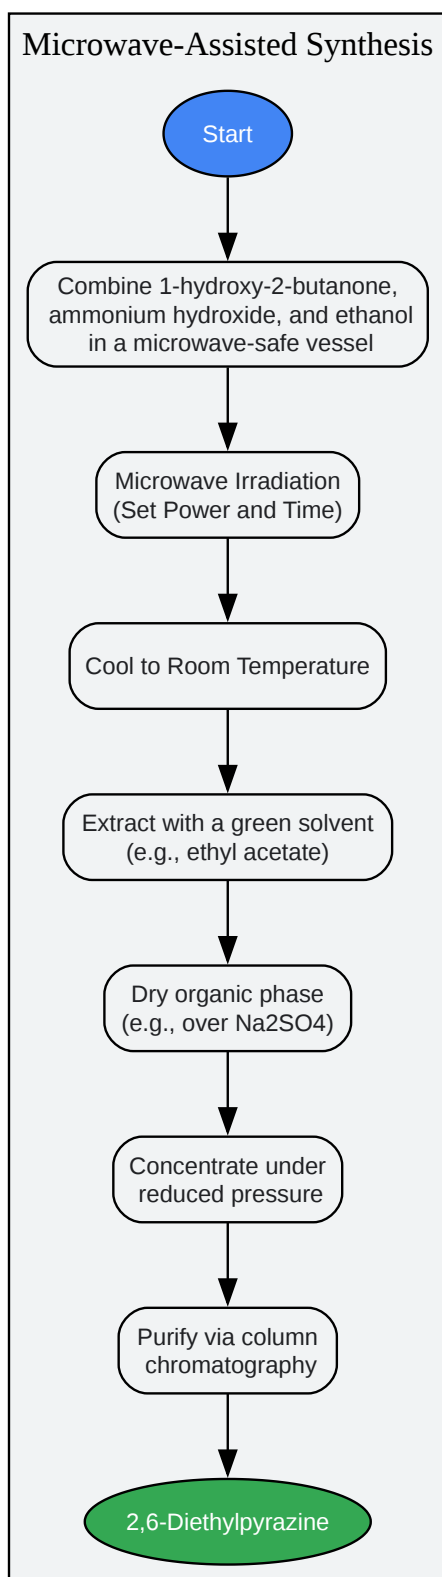 Microwave-Assisted Synthesis
Start
Combine 1-hydroxy-2-butanone,
ammonium hydroxide, and ethanol
in a microwave-safe vessel
Microwave Irradiation
(Set Power and Time)
Cool to Room Temperature
Extract with a green solvent
(e.g., ethyl acetate)
Dry organic phase
(e.g., over Na2SO4)
Concentrate under
reduced pressure
Purify via column
chromatography
2,6-Diethylpyrazine